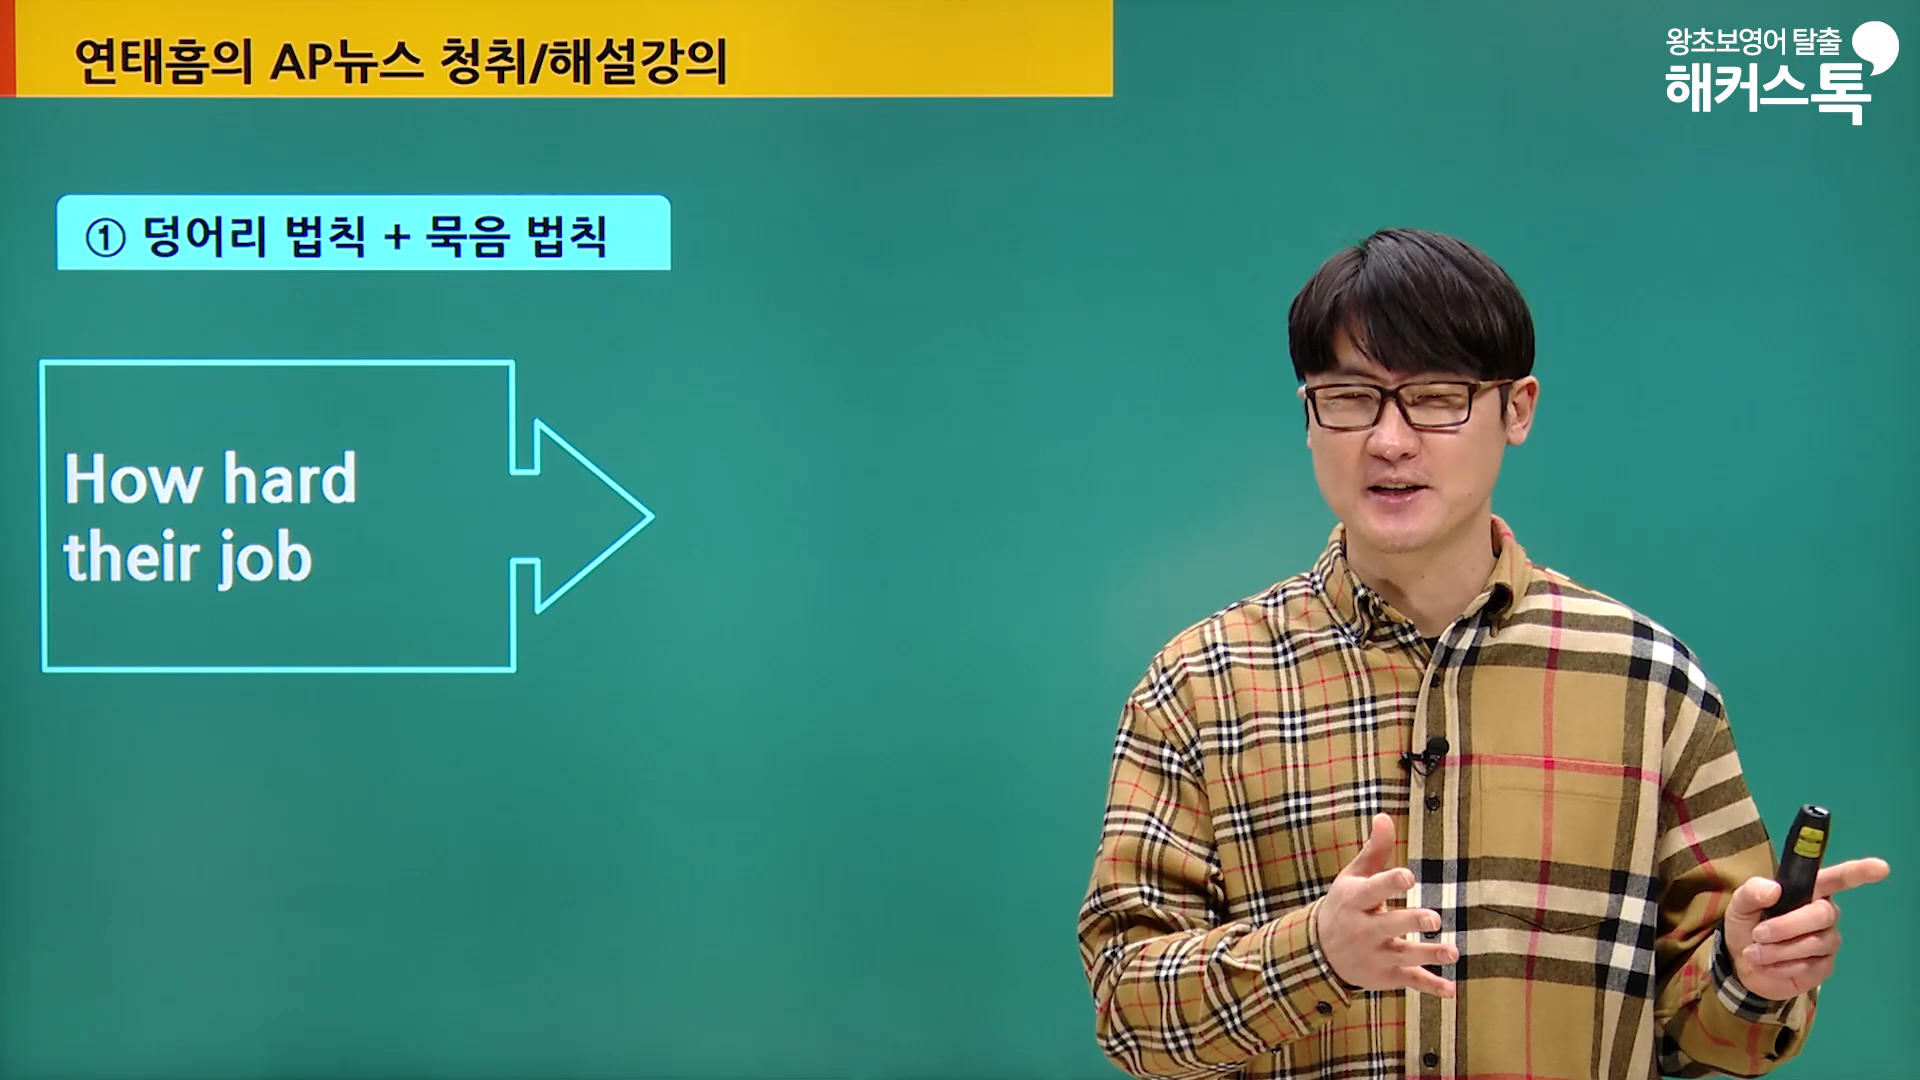 연태흠의 AP뉴스 청취/해설강의
왕초보영어 탈출
해커스톡
① 덩어리 법칙 + 묵음 법칙
How hard
their job